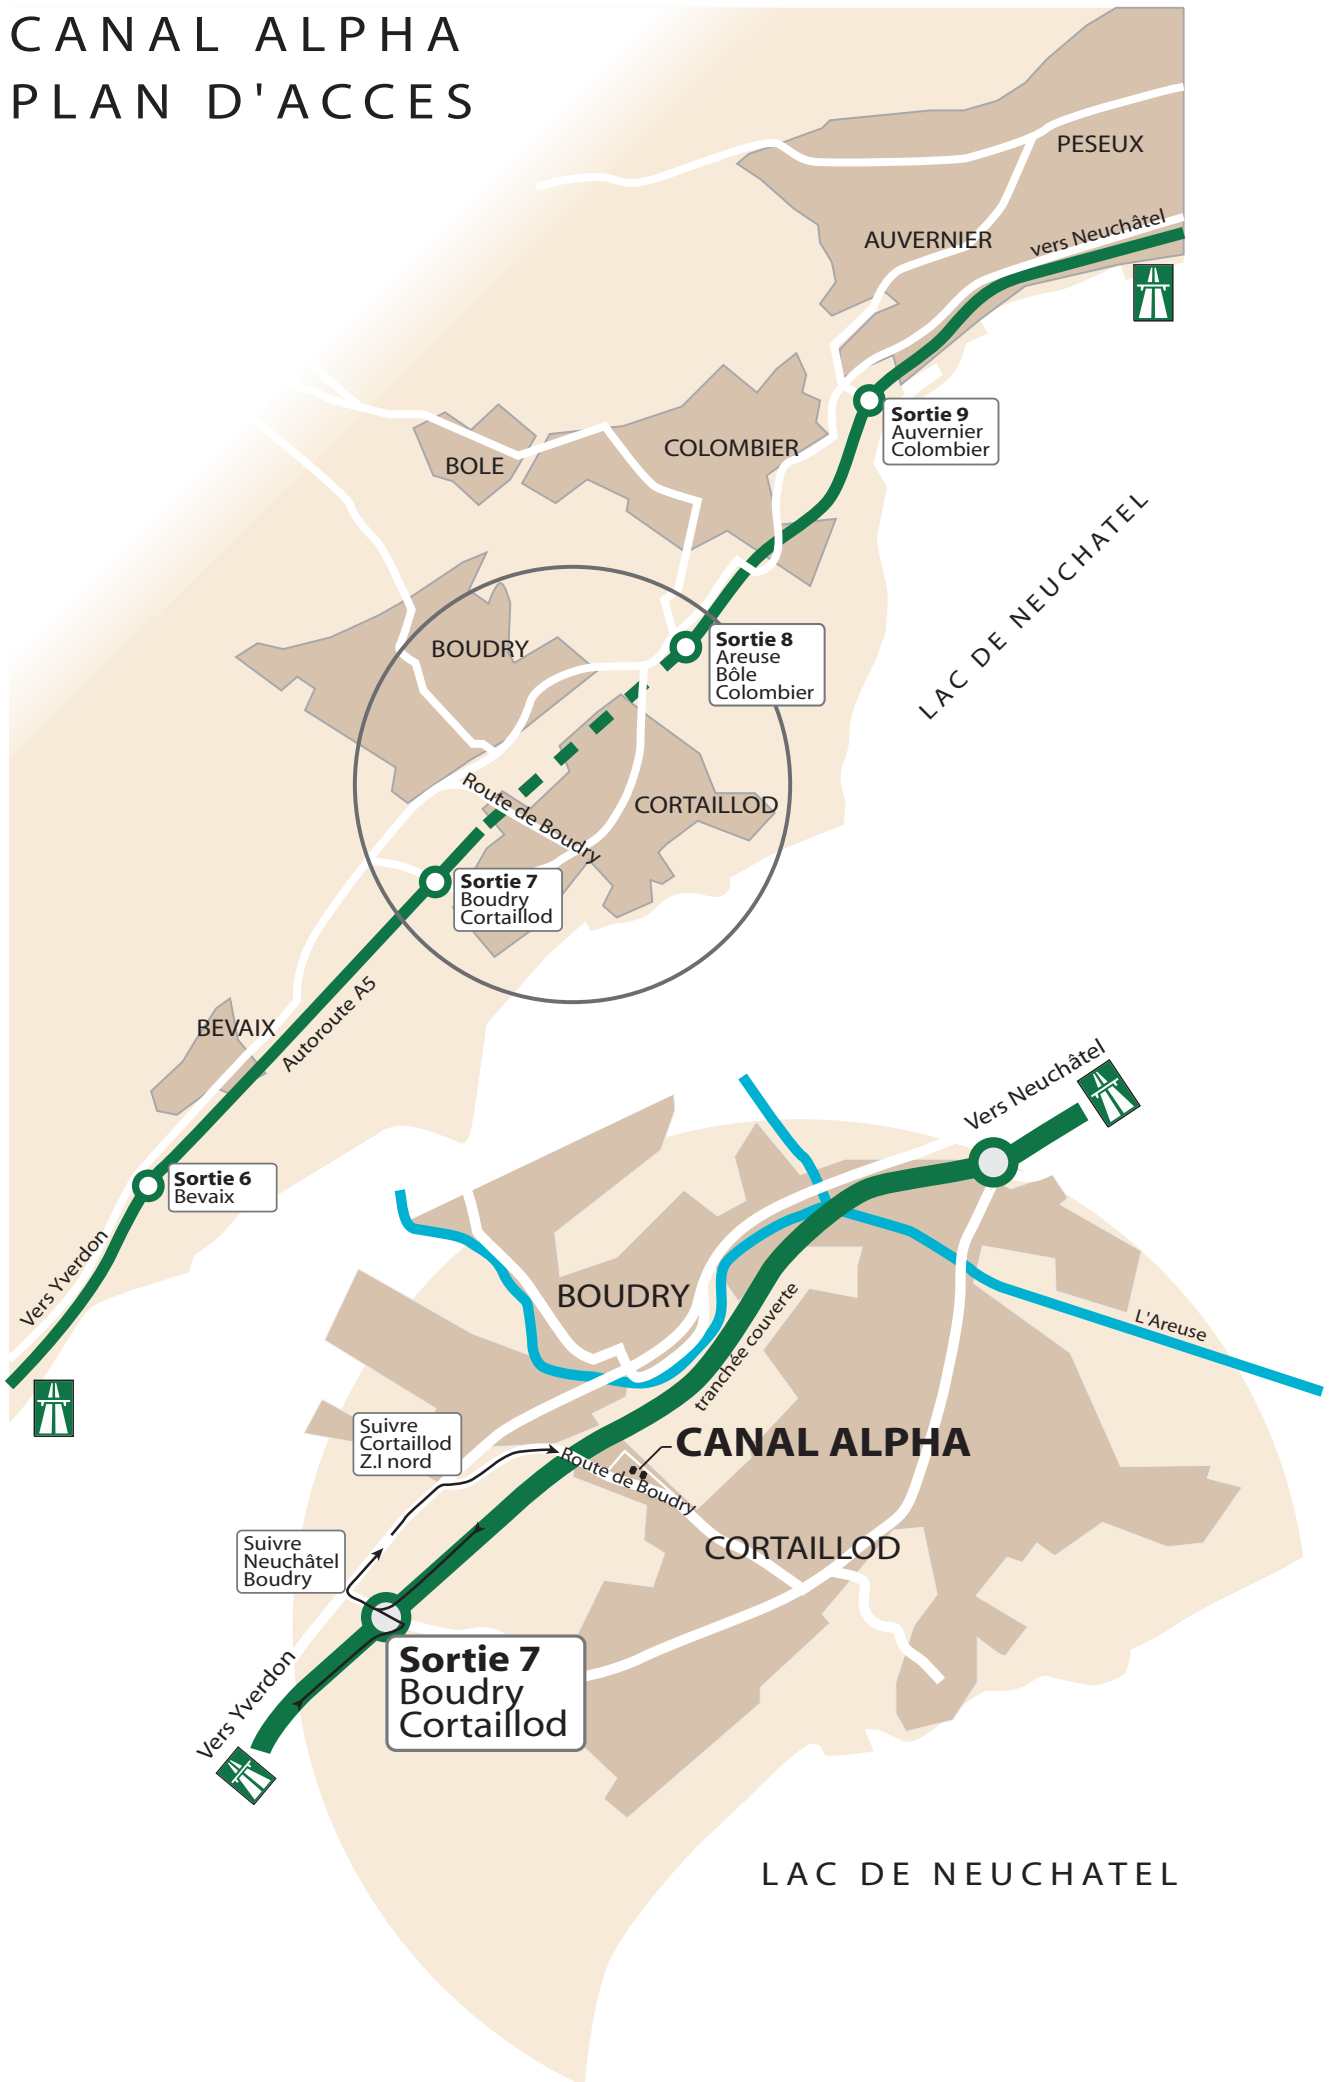 CANAL ALPHA
PLAN D'ACCES
PESEUX
AUVERNIER
vers Neuchâtel
Sortie 9
Auvernier
Colombier
COLOMBIER
BOLE
LAC DE NEUCHATEL
BOUDRY
Sortie 8
Areuse
Bôle
Colombier
Route de Boudry
CORTAILLOD
Sortie 7
Boudry
Cortaillod
Autoroute A5
BEVAIX
Sortie 6
Bevaix
Vers Yverdon
Vers Neuchâtel
BOUDRY
L'Areuse
tranchée couverte
Suivre
Cortaillod
Z.I nord
CANAL ALPHA
Route de Boudry
Suivre
Neuchâtel
Boudry
CORTAILLOD
Sortie 7
Boudry
Cortaillod
Vers Yverdon
LAC DE NEUCHATEL